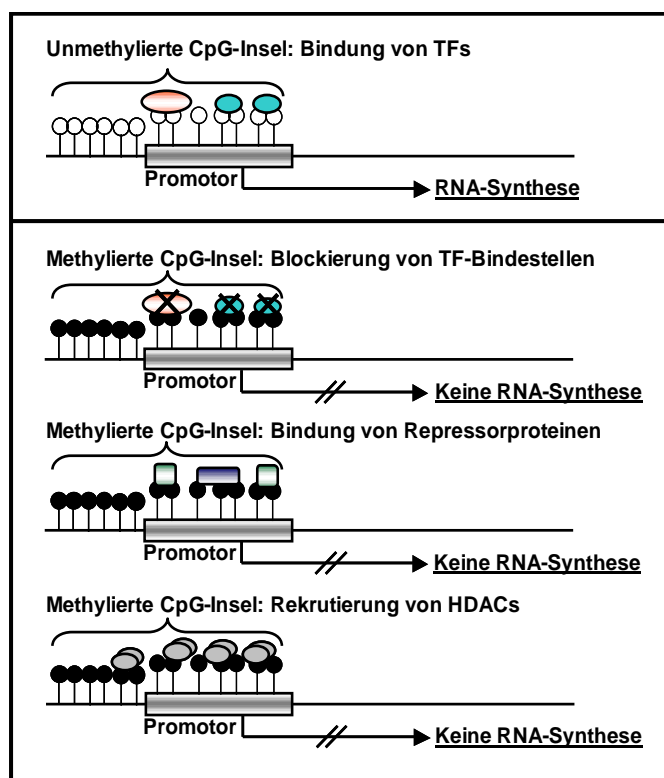 Unmethylierte CpG-Insel: Bindung von TFs
Promotor
RNA-Synthese
Methylierte CpG-Insel: Blockierung von TF-Bindestellen
Promotor
Keine RNA-Synthese
Methylierte CpG-Insel: Bindung von Repressorproteinen
Promotor
Keine RNA-Synthese
Methylierte CpG-Insel: Rekrutierung von HDACs
Promotor
Keine RNA-Synthese